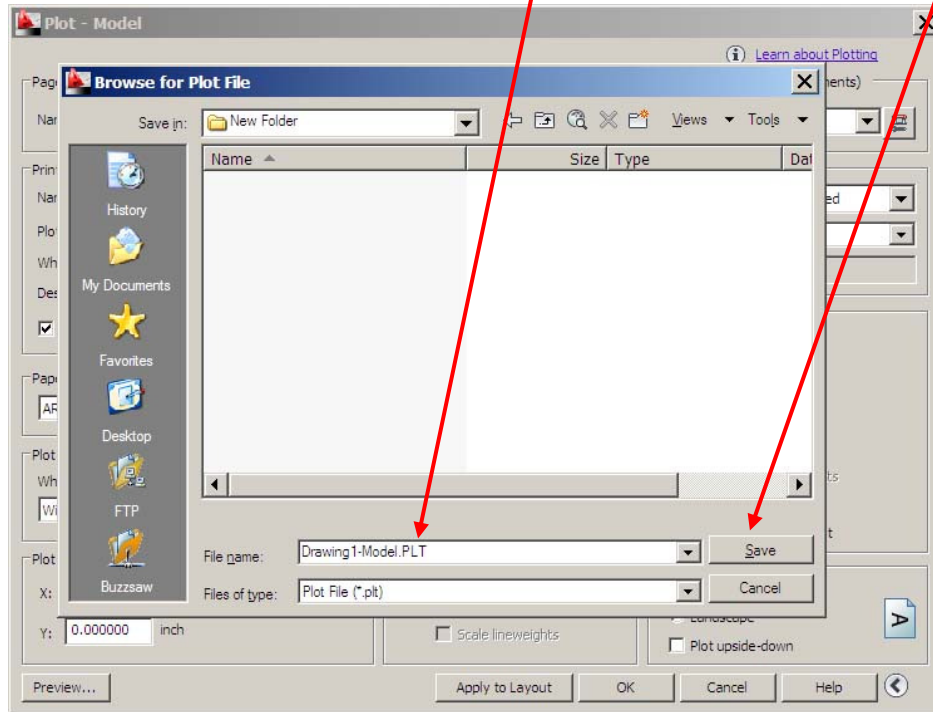 Plot - Model
Learn about Plotting
Browse for Plot File
Save in: New Folder Views Tools
Name Size Type
History
My Documents
Favorites
Desktop
FTP
Buzzsaw
File name: Drawing1-Model.PLT Save
Files of type: Plot File (*.plt) Cancel
Plot
X:
Y: 0.000000 inch
Scale lineweights
Plot upside-down
Preview... Apply to Layout OK Cancel Help